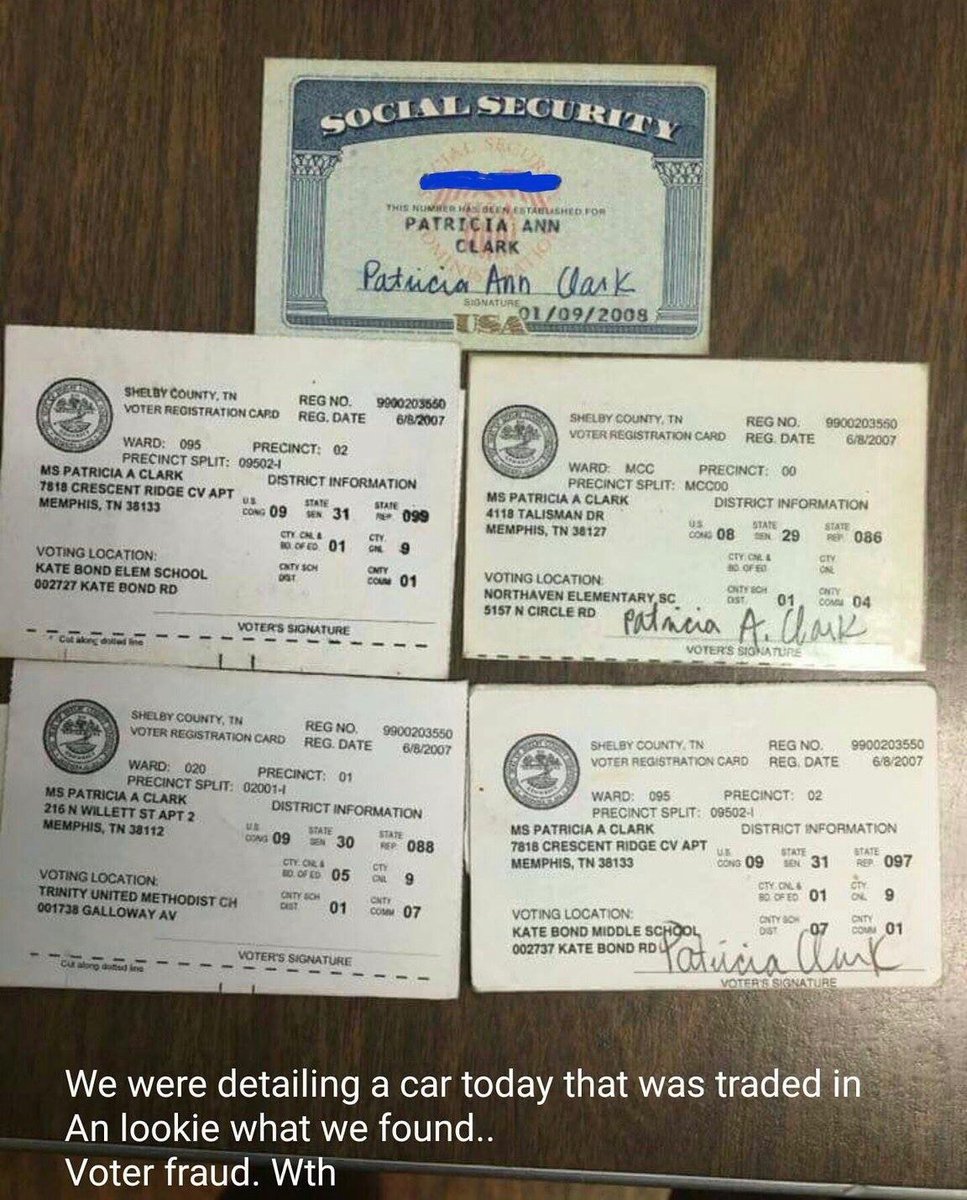 SOCIAL SECURITY
THIS NUMBER HAS BEEN ESTABLISHED FOR
PATRICIA ANN
CLARK
Patricia Ann Clark
SIGNATURE
USA 01/09/2008
SHELBY COUNTY, TN REG NO. 9900203550
VOTER REGISTRATION CARD REG. DATE 6/8/2007
WARD: 095 PRECINCT: 02
PRECINCT SPLIT: 09502-I
MS PATRICIA A CLARK DISTRICT INFORMATION
7818 CRESCENT RIDGE CV APT
MEMPHIS, TN 38133
U.S. CONG 09 STATE SEN 31 STATE REP 099
CTY. CNL & BD. OF ED 01 CTY. CNL 9
VOTING LOCATION:
KATE BOND ELEM SCHOOL
002727 KATE BOND RD
CNTY SCH DIST CNTY COMM 01
VOTER'S SIGNATURE
Cut along dotted line
SHELBY COUNTY, TN REG NO. 9900203550
VOTER REGISTRATION CARD REG. DATE 6/8/2007
WARD: MCC PRECINCT: 00
PRECINCT SPLIT: MCC00
MS PATRICIA A CLARK DISTRICT INFORMATION
4118 TALISMAN DR
MEMPHIS, TN 38127
U.S. CONG 08 STATE SEN 29 STATE REP 086
CTY. CNL & BD. OF ED CTY CNL
VOTING LOCATION:
NORTHAVEN ELEMENTARY SC
5157 N CIRCLE RD
CNTY SCH DIST. 01 CNTY COMM 04
Patricia A. Clark
VOTER'S SIGNATURE
SHELBY COUNTY, TN REG NO. 9900203550
VOTER REGISTRATION CARD REG. DATE 6/8/2007
WARD: 020 PRECINCT: 01
PRECINCT SPLIT: 02001-I
MS PATRICIA A CLARK DISTRICT INFORMATION
216 N WILLETT ST APT 2
MEMPHIS, TN 38112
U.S. CONG 09 STATE SEN 30 STATE REP 088
CTY. CNL & BD. OF ED 05 CTY CNL 9
VOTING LOCATION:
TRINITY UNITED METHODIST CH
001738 GALLOWAY AV
CNTY SCH DIST 01 CNTY COMM 07
VOTER'S SIGNATURE
Cut along dotted line
SHELBY COUNTY, TN REG NO. 9900203550
VOTER REGISTRATION CARD REG. DATE 6/8/2007
WARD: 095 PRECINCT: 02
PRECINCT SPLIT: 09502-I
MS PATRICIA A CLARK DISTRICT INFORMATION
7818 CRESCENT RIDGE CV APT
MEMPHIS, TN 38133
U.S. CONG 09 STATE SEN 31 STATE REP. 097
CTY. CNL & BD. OF ED 01 CTY. CNL 9
VOTING LOCATION:
KATE BOND MIDDLE SCHOOL
002737 KATE BOND RD
CNTY SCH DIST 07 CNTY COMM 01
Patricia Clark
VOTER'S SIGNATURE
We were detailing a car today that was traded in
An lookie what we found..
Voter fraud. Wth